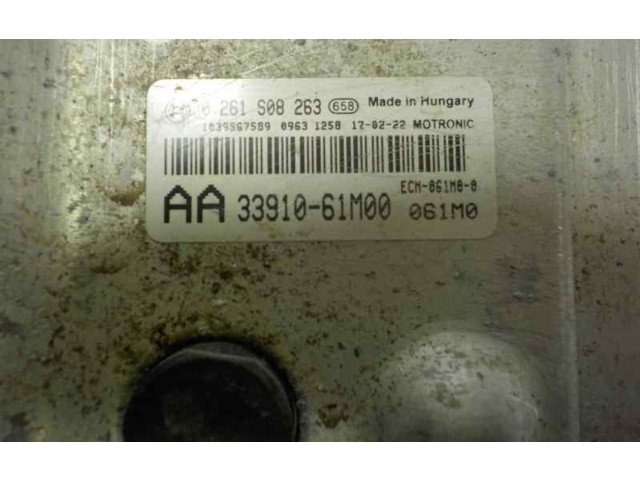 0 261 S08 263 658 Made in Hungary
1039S67589 0963 1258 17-02-22 MOTRONIC
ECM-061M0-0
AA 33910-61M00 061M0